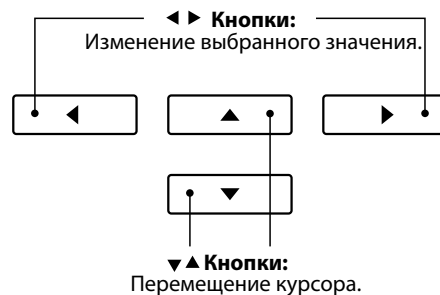 ◀ ▶ Кнопки:
Изменение выбранного значения.
▼▲Кнопки:
Перемещение курсора.